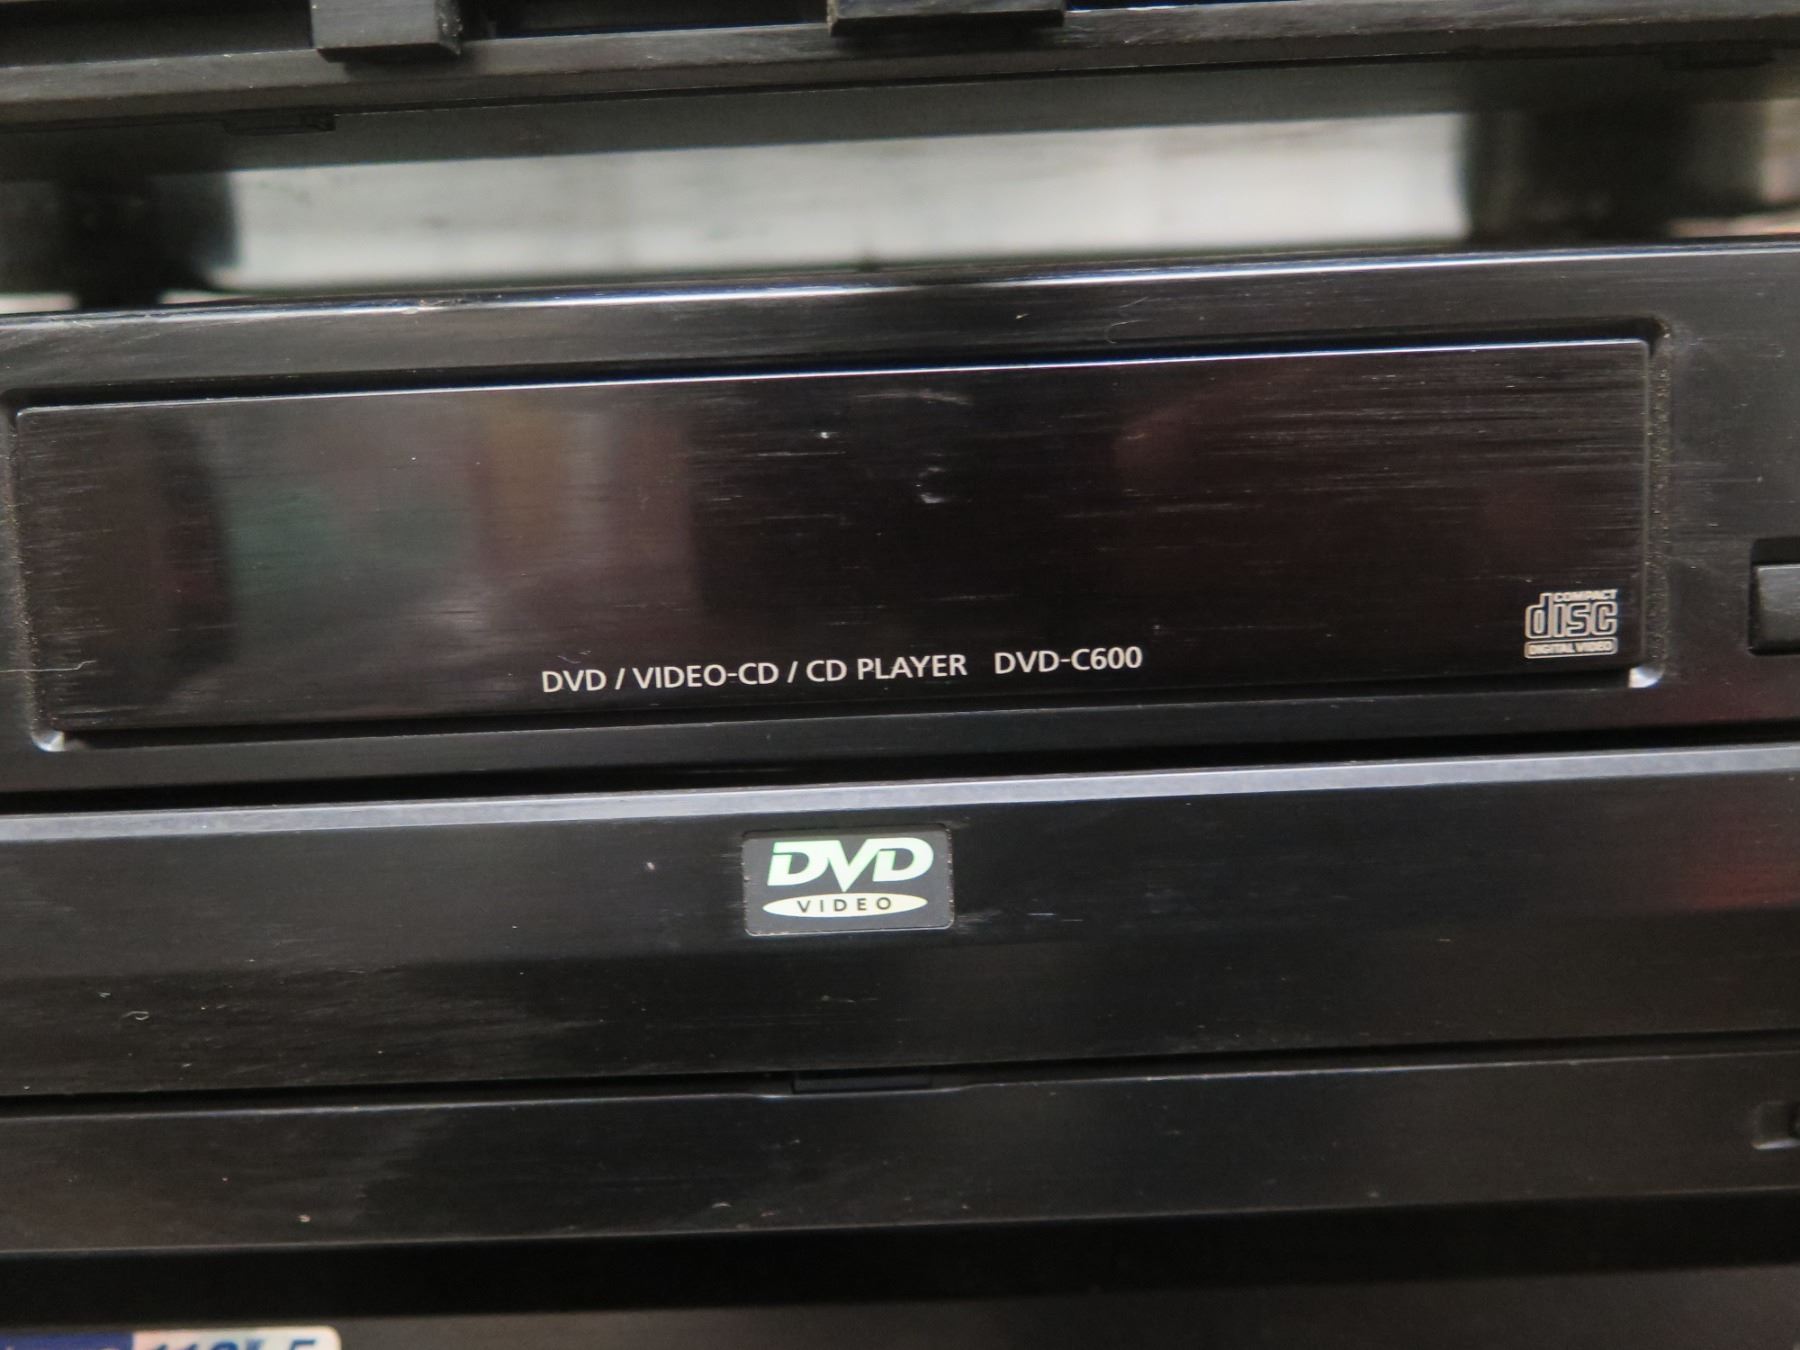 DVD / VIDEO-CD / CD PLAYER DVD-C600
COMPACT
disc
DIGITAL VIDEO
DVD
VIDEO